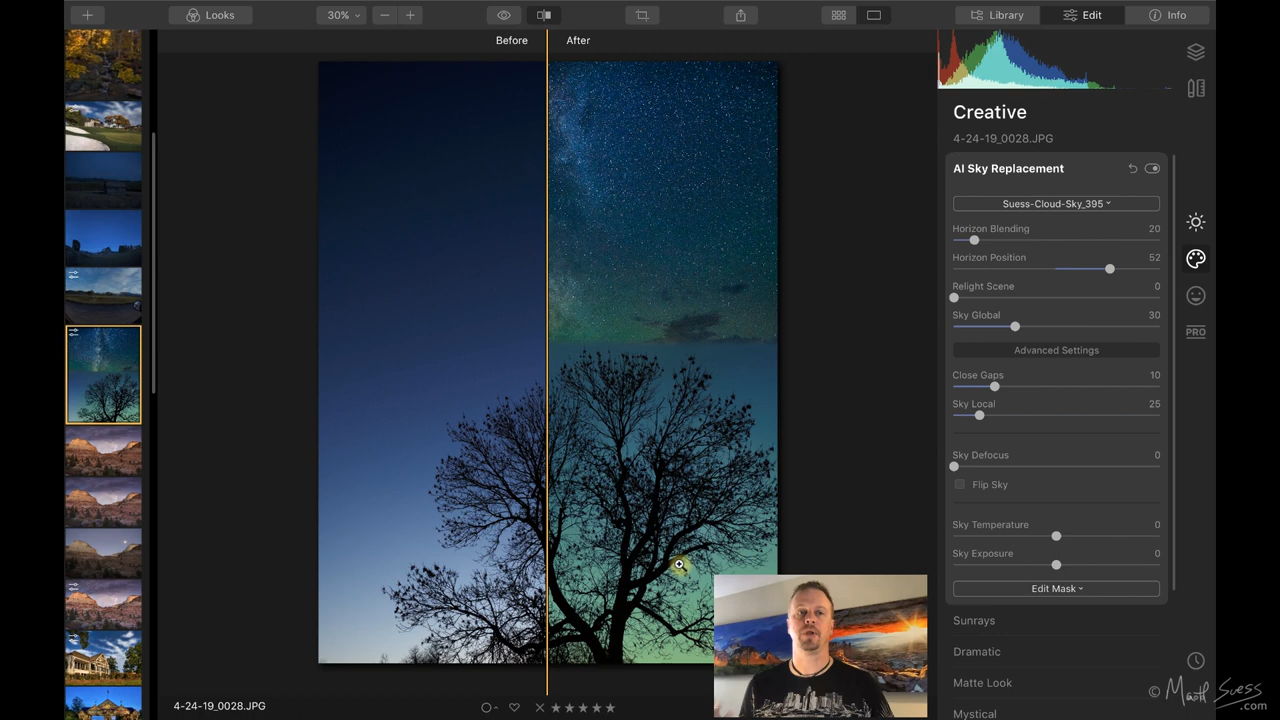 Looks
30%
Library
Edit
Info
Before
After
Creative
4-24-19_0028.JPG
AI Sky Replacement
Suess-Cloud-Sky_395
Horizon Blending 20
Horizon Position 52
Relight Scene 0
Sky Global 30
Advanced Settings
Close Gaps 10
Sky Local 25
Sky Defocus 0
Flip Sky
Sky Temperature 0
Sky Exposure 0
Edit Mask
Sunrays
Dramatic
Matte Look
Mystical
PRO
4-24-19_0028.JPG
© Matt Suess
.com